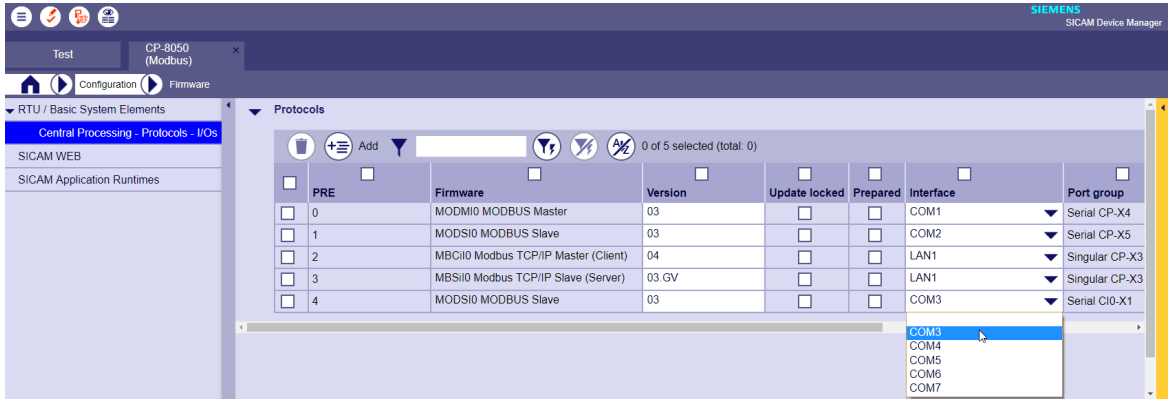 SIEMENS
SICAM Device Manager
Test
CP-8050
(Modbus)
×
Configuration
Firmware
RTU / Basic System Elements
Central Processing - Protocols - I/Os
SICAM WEB
SICAM Application Runtimes
Protocols
Add
0 of 5 selected (total: 0)
PRE Firmware Version Update locked Prepared Interface Port group
0 MODMI0 MODBUS Master 03 COM1 Serial CP-X4
1 MODSI0 MODBUS Slave 03 COM2 Serial CP-X5
2 MBCiI0 Modbus TCP/IP Master (Client) 04 LAN1 Singular CP-X3
3 MBSiI0 Modbus TCP/IP Slave (Server) 03.GV LAN1 Singular CP-X3
4 MODSI0 MODBUS Slave 03 COM3 Serial CI0-X1
COM3
COM4
COM5
COM6
COM7